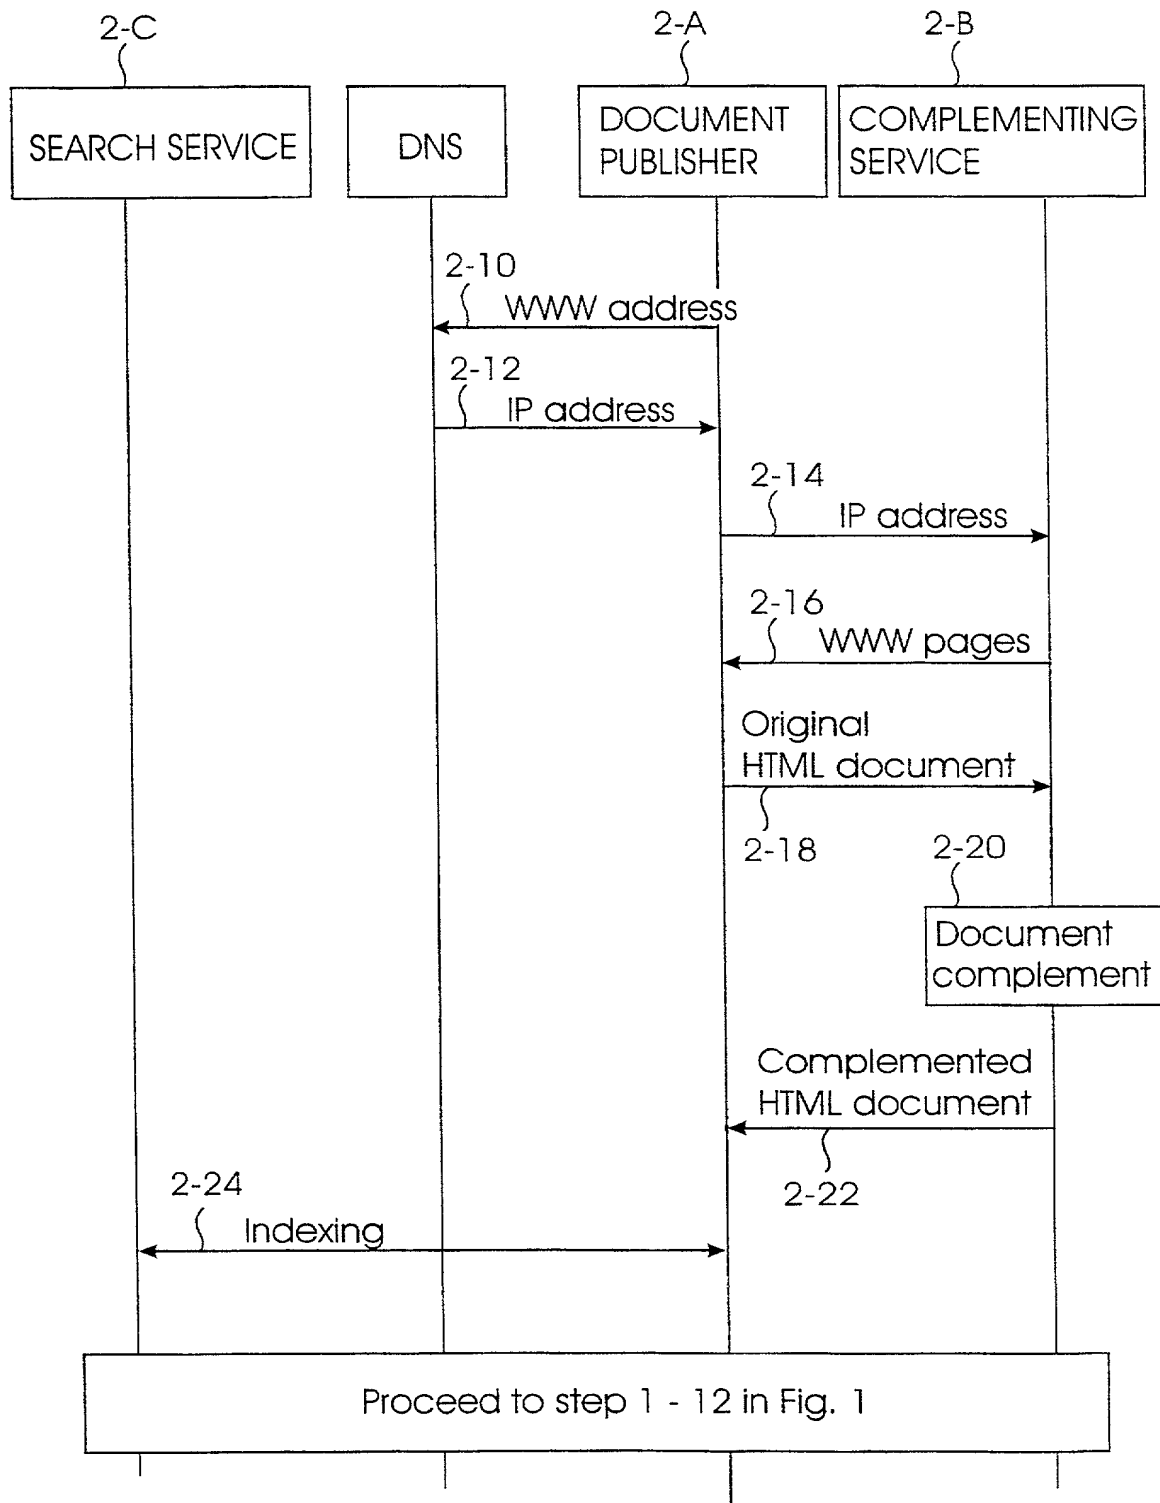 2-C
2-A
2-B
SEARCH SERVICE
DNS
DOCUMENT
PUBLISHER
COMPLEMENTING
SERVICE
2-10
WWW address
2-12
IP address
2-14
IP address
2-16
WWW pages
Original
HTML document
2-18
2-20
Document
complement
Complemented
HTML document
2-22
2-24
Indexing
Proceed to step 1 - 12 in Fig. 1